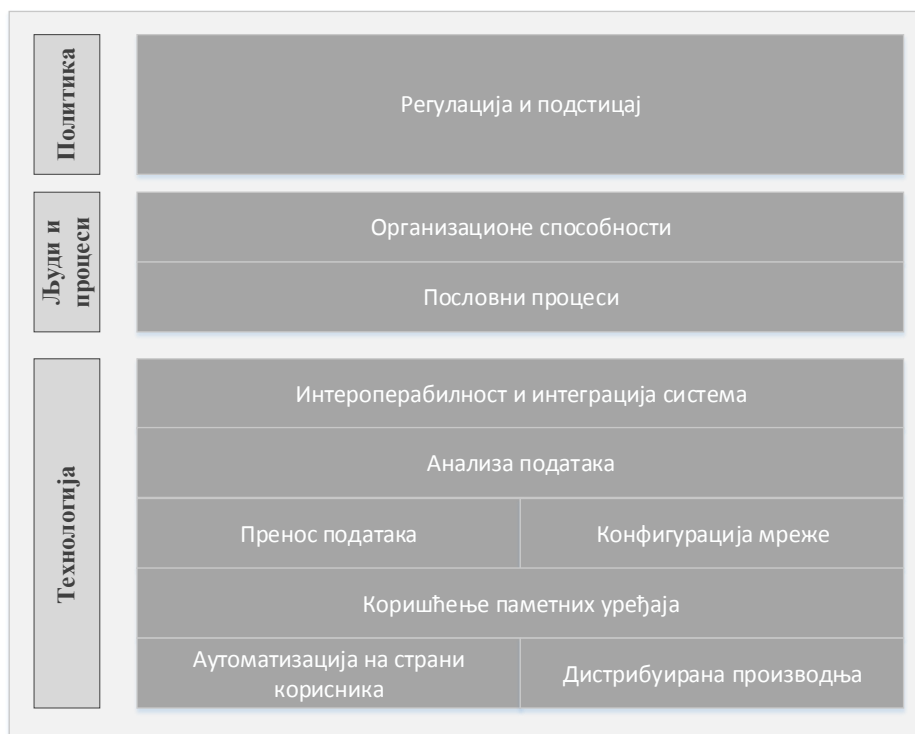 Политика
Регулација и подстицај
Људи и
процеси
Организационе способности
Пословни процеси
Технологија
Интероперабилност и интеграција система
Анализа података
Пренос података
Конфигурација мреже
Коришћење паметних уређаја
Аутоматизација на страни
корисника
Дистрибуирана производња